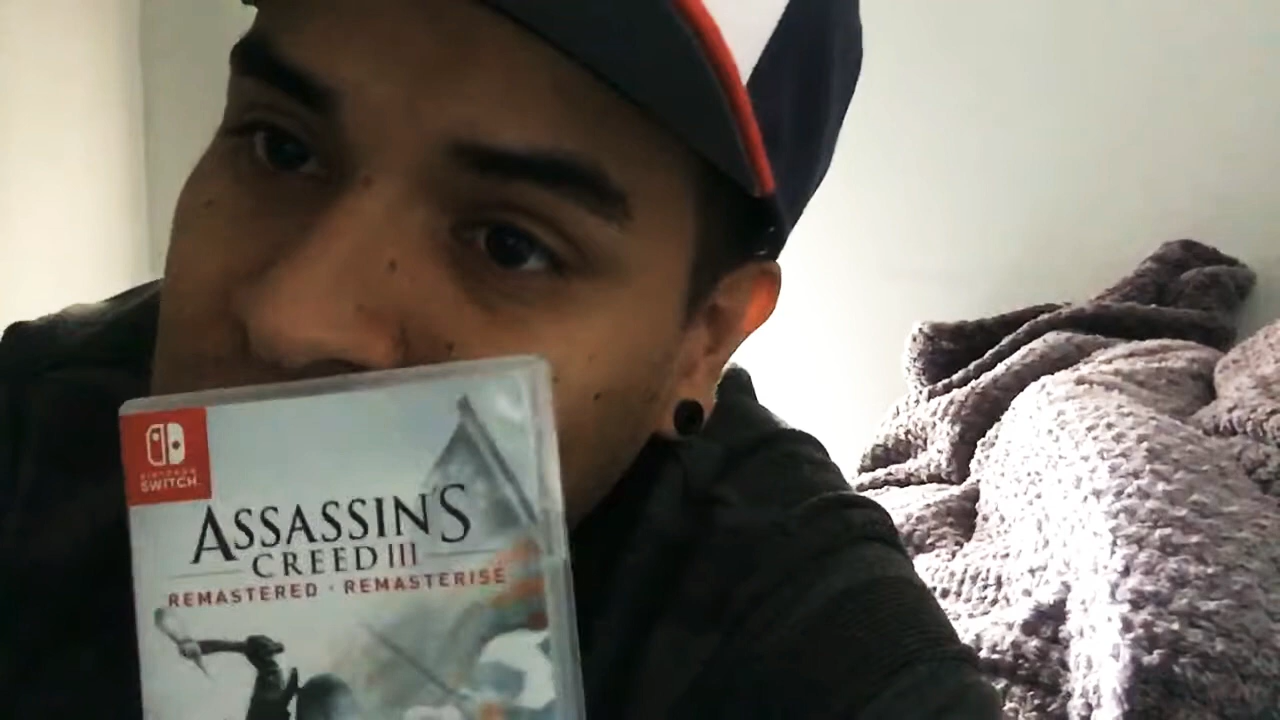 NINTENDO
SWITCH
ASSASSIN'S
CREED III
REMASTERED · REMASTERISÉ